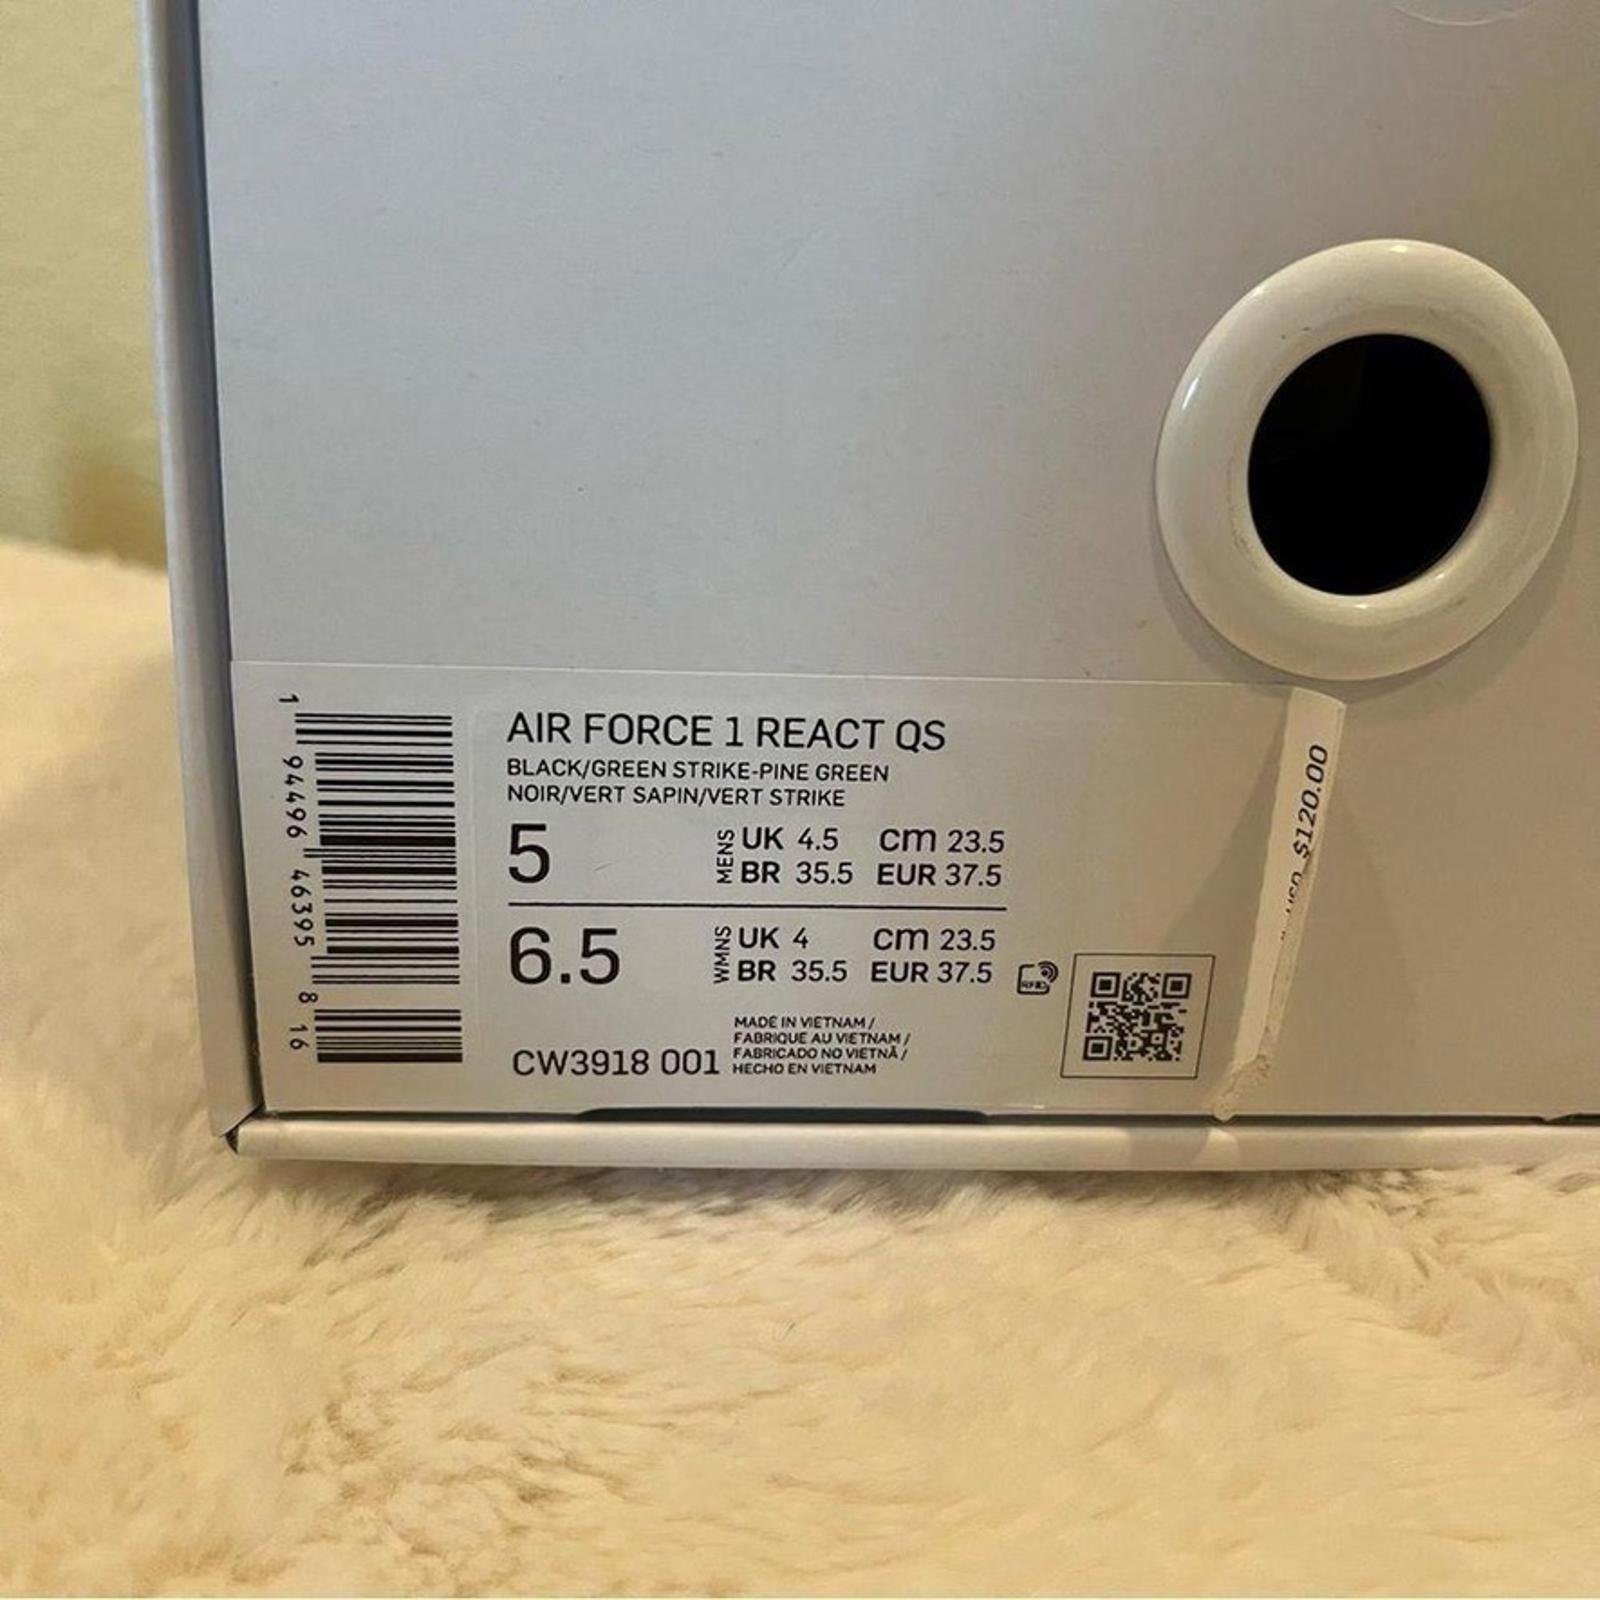 AIR FORCE 1 REACT QS
BLACK/GREEN STRIKE-PINE GREEN
NOIR/VERT SAPIN/VERT STRIKE
5
MENS
UK 4.5 cm 23.5
BR 35.5 EUR 37.5
6.5
WMNS
UK 4 cm 23.5
BR 35.5 EUR 37.5
RFID
CW3918 001
MADE IN VIETNAM /
FABRIQUE AU VIETNAM /
FABRICADO NO VIETNÃ /
HECHO EN VIETNAM
1 94496 46395 8 16
USD $120.00